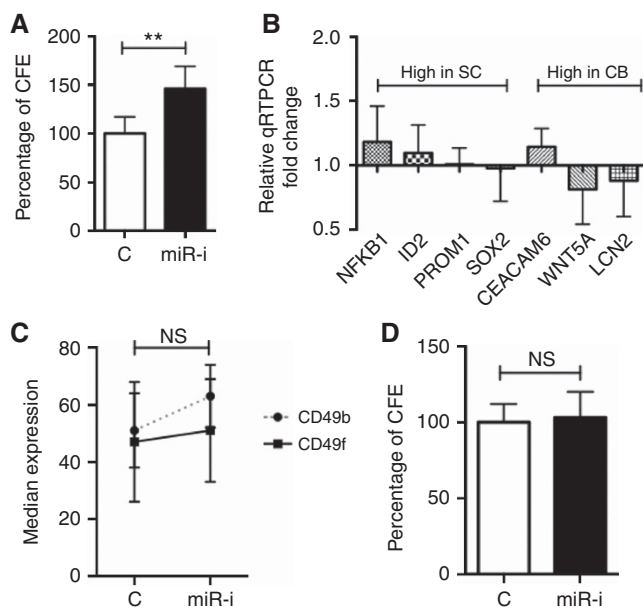 A
Percentage of CFE
200
150
100
50
0
**
C
miR-i
B
Relative qRTPCR
fold change
2.0
1.5
1.0
0.5
High in SC
High in CB
NFKB1
ID2
PROM1
SOX2
CEACAM6
WNT5A
LCN2
C
Median expression
80
60
40
20
0
NS
C
miR-i
CD49b
CD49f
D
Percentage of CFE
150
100
50
0
NS
C
miR-i